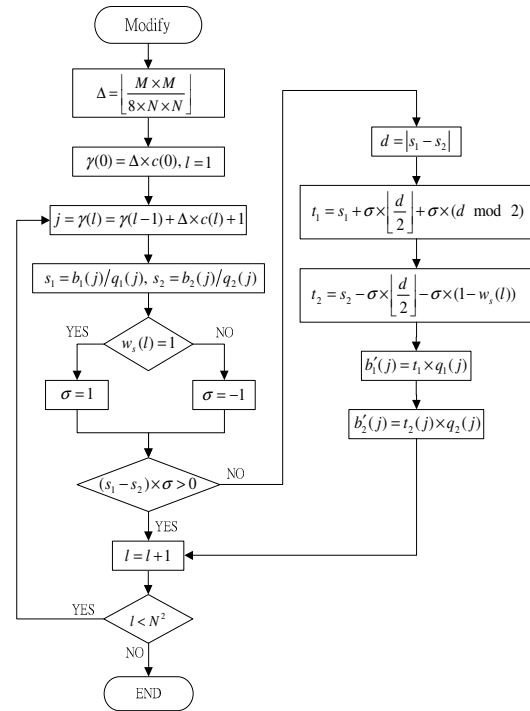 Modify
Δ = ⌊ M × M / 8 × N × N ⌋
γ(0) = Δ × c(0), l = 1
j = γ(l) = γ(l−1) + Δ × c(l) + 1
s₁ = b₁(j)/q₁(j), s₂ = b₂(j)/q₂(j)
YES
NO
wₛ(l) = 1
σ = 1
σ = −1
(s₁ − s₂) × σ > 0
NO
YES
d = |s₁ − s₂|
t₁ = s₁ + σ × ⌊ d / 2 ⌋ + σ × (d mod 2)
t₂ = s₂ − σ × ⌊ d / 2 ⌋ − σ × (1 − wₛ(l))
b′₁(j) = t₁ × q₁(j)
b′₂(j) = t₂(j) × q₂(j)
l = l + 1
YES
l < N²
NO
END